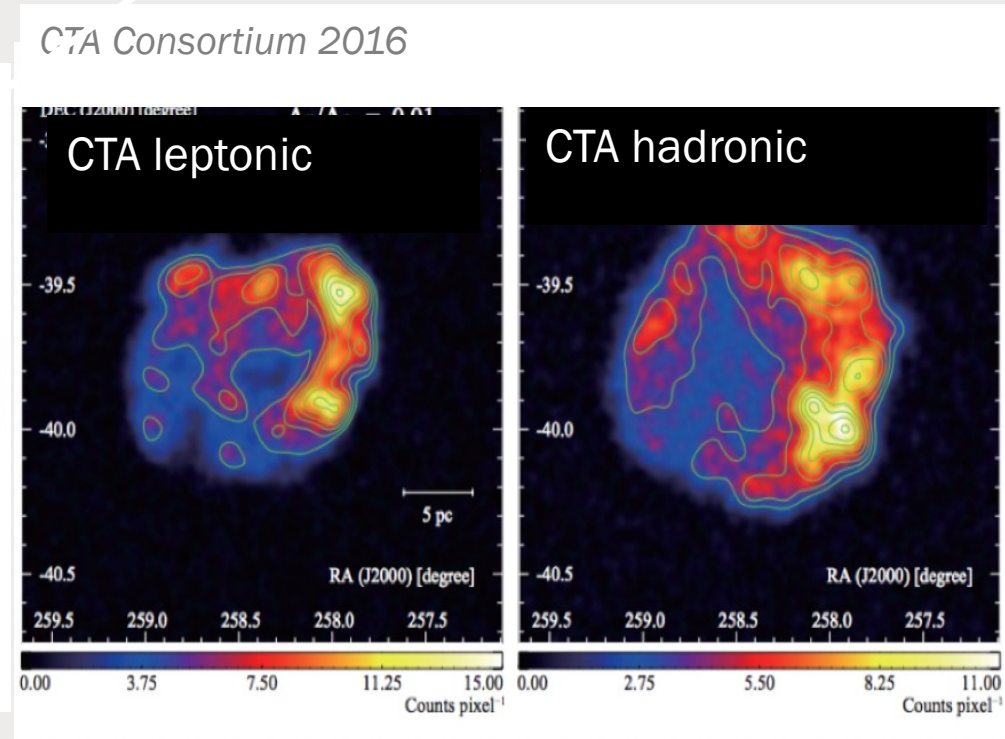 CTA Consortium 2016
DEC (J2000) [degree]
CTA leptonic
-39.5
-40.0
5 pc
-40.5
RA (J2000) [degree]
259.5 259.0 258.5 258.0 257.5
0.00 3.75 7.50 11.25 15.00
Counts pixel⁻¹
CTA hadronic
-39.5
-40.0
-40.5
RA (J2000) [degree]
259.5 259.0 258.5 258.0 257.5
0.00 2.75 5.50 8.25 11.00
Counts pixel⁻¹